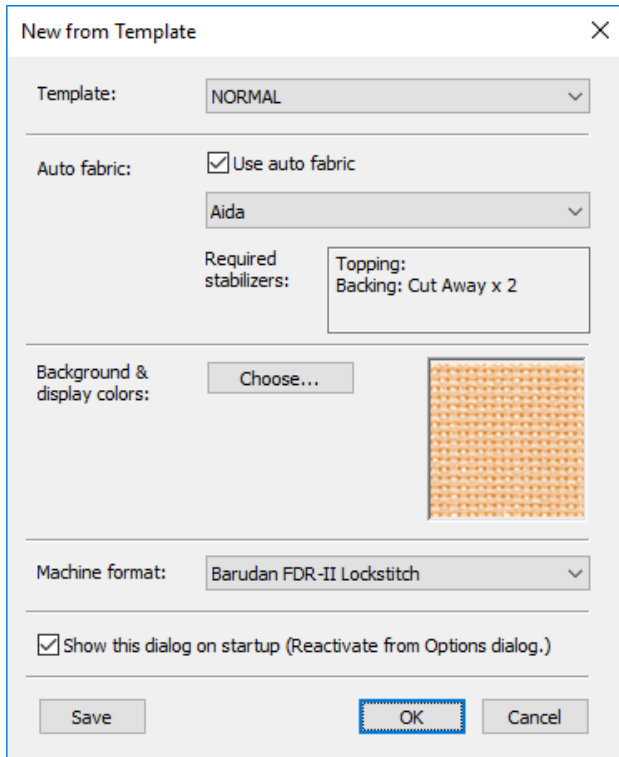 New from Template
Template:
NORMAL
Auto fabric:
Use auto fabric
Aida
Required
stabilizers:
Topping:
Backing: Cut Away x 2
Background &
display colors:
Choose...
Machine format:
Barudan FDR-II Lockstitch
Show this dialog on startup (Reactivate from Options dialog.)
Save
OK
Cancel